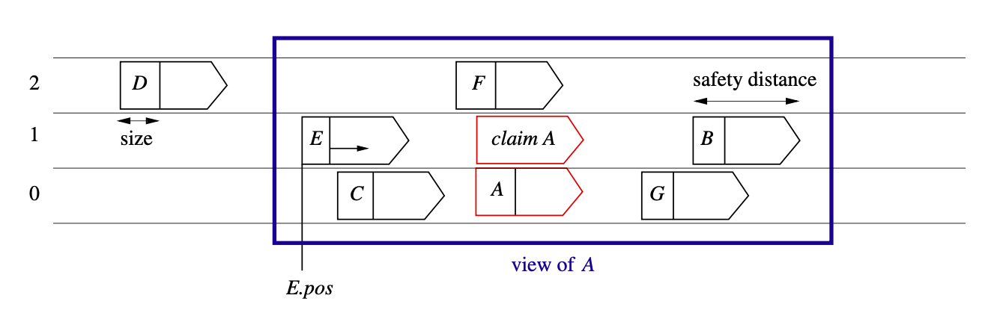 2
D
F
safety distance
size
1
E
claim A
B
0
C
A
G
view of A
E.pos